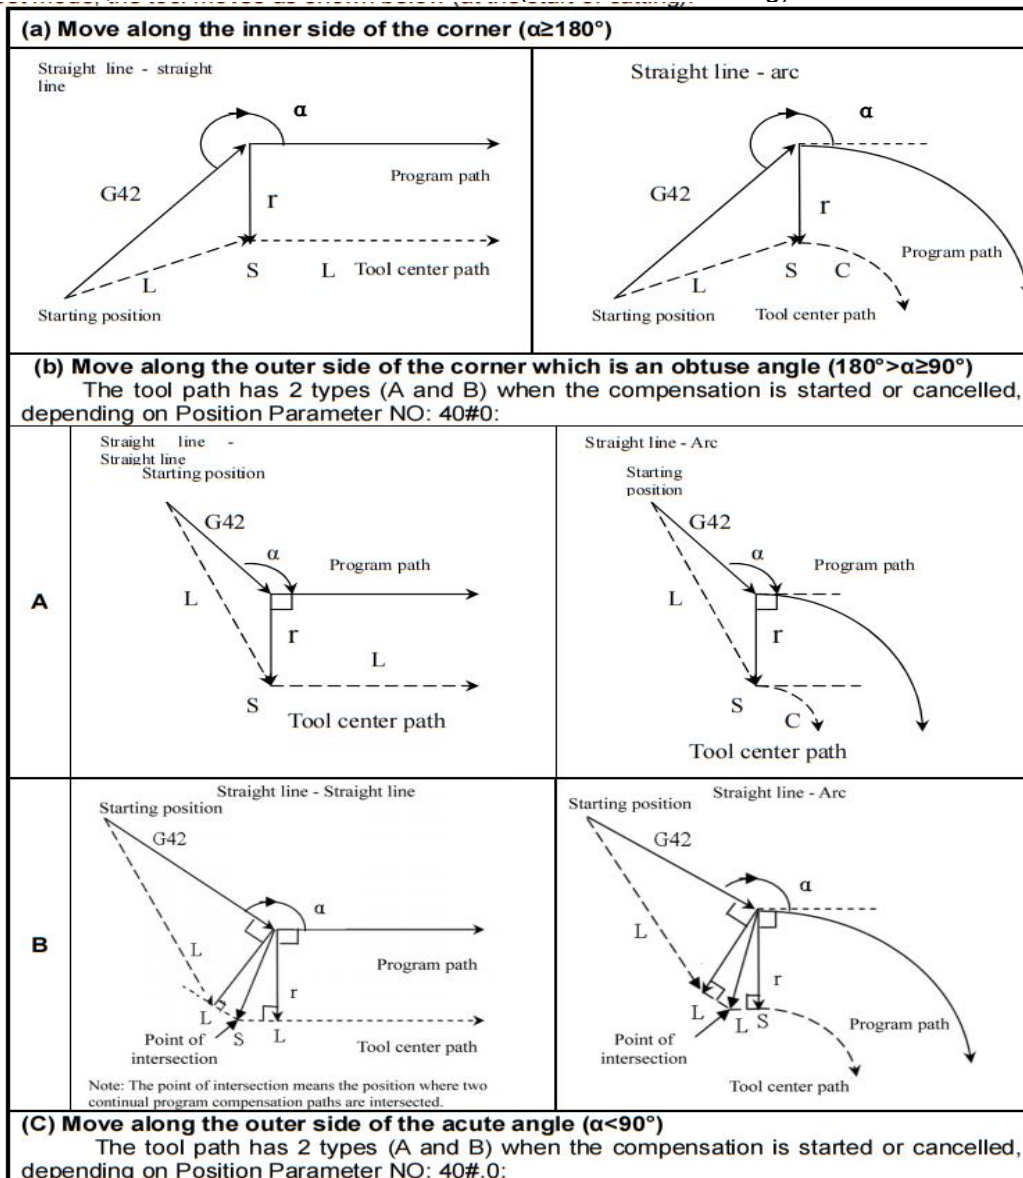 (a) Move along the inner side of the corner (α≥180°)
Straight line - straight
line
α
G42
r
Program path
S
L
Tool center path
L
Starting position
Straight line - arc
α
G42
r
Program path
S
C
L
Starting position
Tool center path
(b) Move along the outer side of the corner which is an obtuse angle (180°>α≥90°)
The tool path has 2 types (A and B) when the compensation is started or cancelled,
depending on Position Parameter NO: 40#0:
A
Straight line -
Straight line
Starting position
G42
α
Program path
L
r
L
S
Tool center path
Straight line - Arc
Starting
position
G42
α
Program path
L
r
S
C
Tool center path
B
Straight line - Straight line
Starting position
G42
α
L
Program path
r
L
S
L
Point of
intersection
Tool center path
Note: The point of intersection means the position where two
continual program compensation paths are intersected.
Straight line - Arc
Starting position
G42
α
L
r
L
L
S
Point of
intersection
Program path
Tool center path
(C) Move along the outer side of the acute angle (α<90°)
The tool path has 2 types (A and B) when the compensation is started or cancelled,
depending on Position Parameter NO: 40#.0: